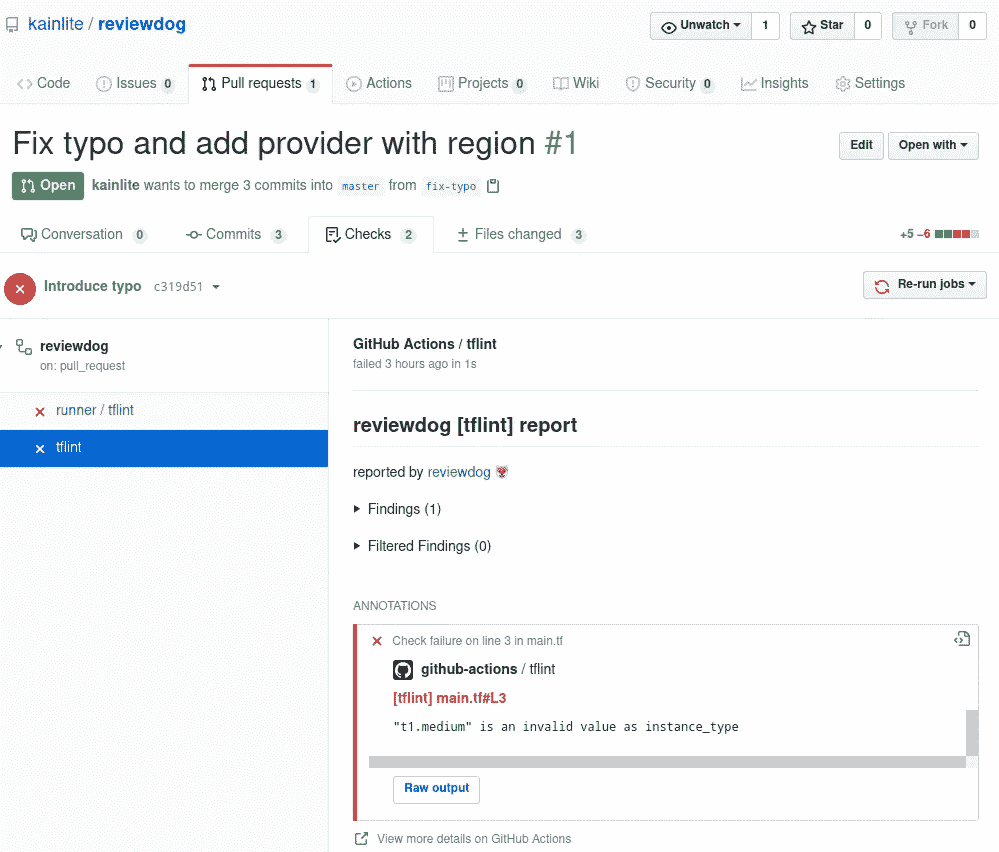 kainlite / reviewdog
Unwatch 1 Star 0 Fork 0
Code Issues 0 Pull requests 1 Actions Projects 0 Wiki Security 0 Insights Settings
Fix typo and add provider with region #1
Edit Open with
Open kainlite wants to merge 3 commits into master from fix-typo
Conversation 0 Commits 3 Checks 2 Files changed 3 +5 −6
Introduce typo c319d51
Re-run jobs
reviewdog
on: pull_request
runner / tflint
tflint
GitHub Actions / tflint
failed 3 hours ago in 1s
reviewdog [tflint] report
reported by reviewdog
Findings (1)
Filtered Findings (0)
ANNOTATIONS
Check failure on line 3 in main.tf
github-actions / tflint
[tflint] main.tf#L3
"t1.medium" is an invalid value as instance_type
Raw output
View more details on GitHub Actions